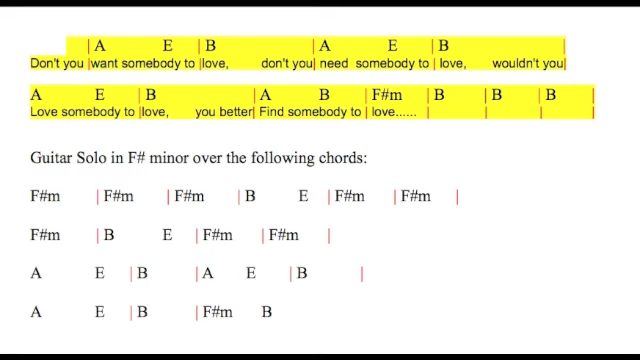 | A E | B | A E | B |
Don't you |want somebody to |love, don't you| need somebody to | love, wouldn't you|
A E | B | A B | F#m | B | B | B |
Love somebody to |love, you better| Find somebody to | love...... | | | |
Guitar Solo in F# minor over the following chords:
F#m | F#m | F#m | B E | F#m | F#m |
F#m | B E | F#m | F#m |
A E | B | A E | B |
A E | B | F#m B